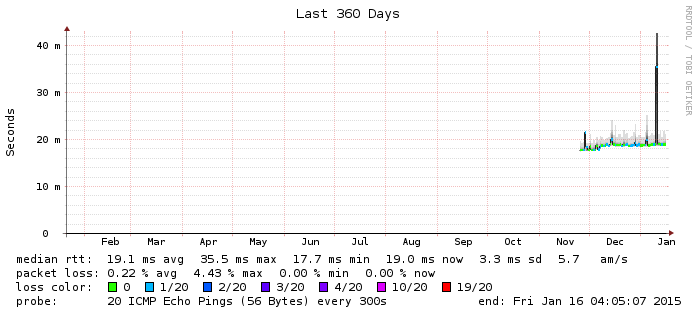 Last 360 Days
RRDTOOL / TOBI OETIKER
Seconds
40 m
30 m
20 m
10 m
0
Feb Mar Apr May Jun Jul Aug Sep Oct Nov Dec Jan
median rtt: 19.1 ms avg 35.5 ms max 17.7 ms min 19.0 ms now 3.3 ms sd 5.7 am/s
packet loss: 0.22 % avg 4.43 % max 0.00 % min 0.00 % now
loss color: 0 1/20 2/20 3/20 4/20 10/20 19/20
probe: 20 ICMP Echo Pings (56 Bytes) every 300s end: Fri Jan 16 04:05:07 2015